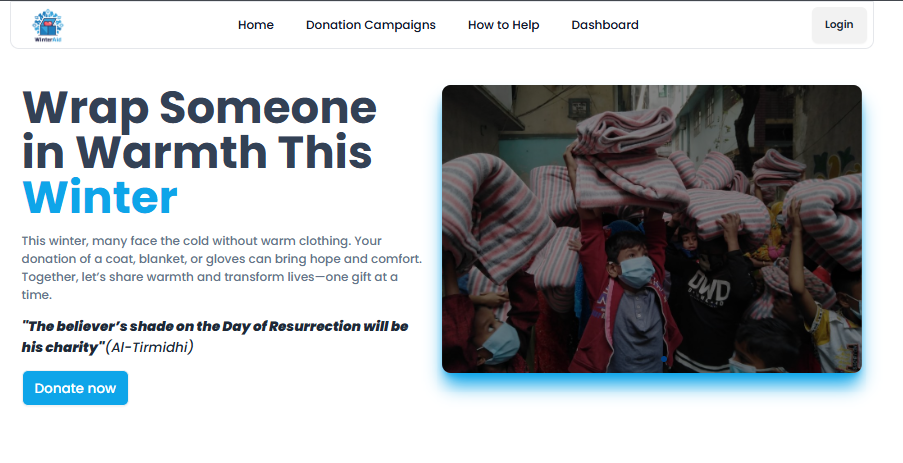 WinterAid
Home Donation Campaigns How to Help Dashboard Login
Wrap Someone
in Warmth This
Winter
This winter, many face the cold without warm clothing. Your
donation of a coat, blanket, or gloves can bring hope and comfort.
Together, let’s share warmth and transform lives—one gift at a
time.
"The believer’s shade on the Day of Resurrection will be
his charity"(Al-Tirmidhi)
Donate now
DWD